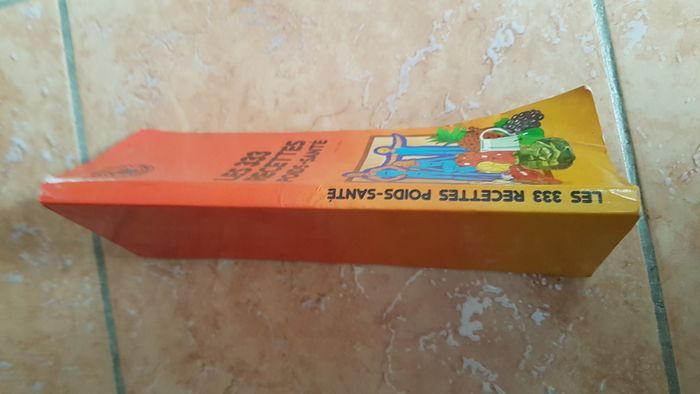 LES 333
RECETTES
POIDS-SANTÉ
LES 333 RECETTES POIDS-SANTÉ